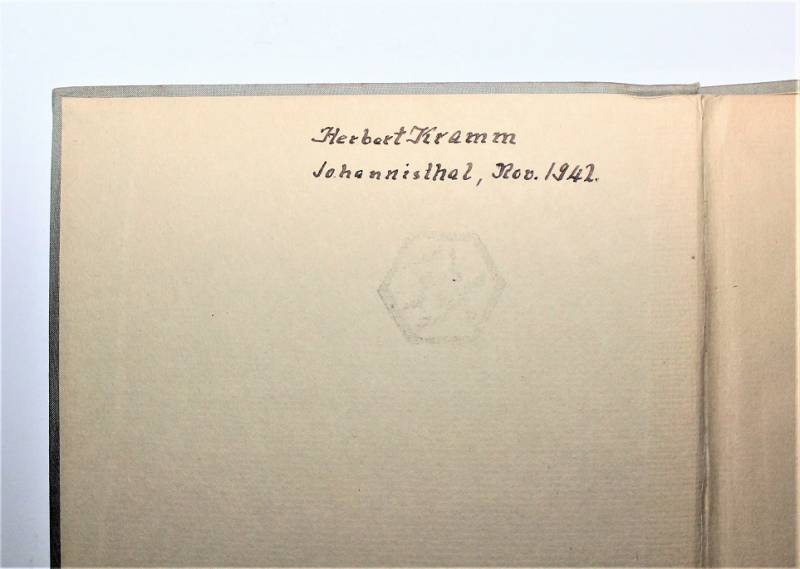 Herbert Kramm
Johannisthal, Nov. 1942.